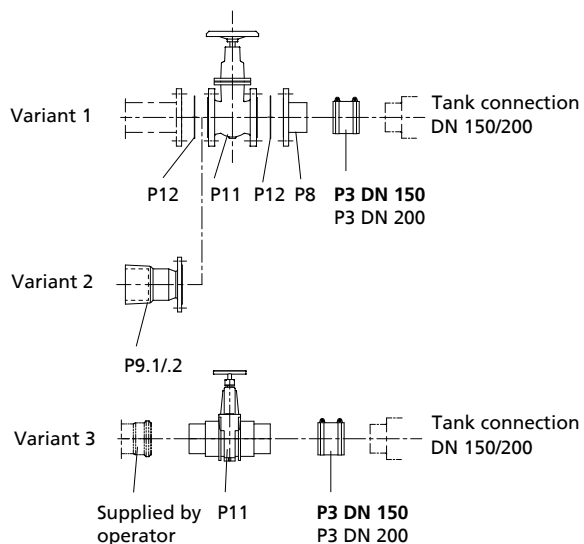 Variant 1
Tank connection
DN 150/200
P12
P11
P12
P8
P3 DN 150
P3 DN 200
Variant 2
P9.1/.2
Variant 3
Tank connection
DN 150/200
Supplied by
operator
P11
P3 DN 150
P3 DN 200